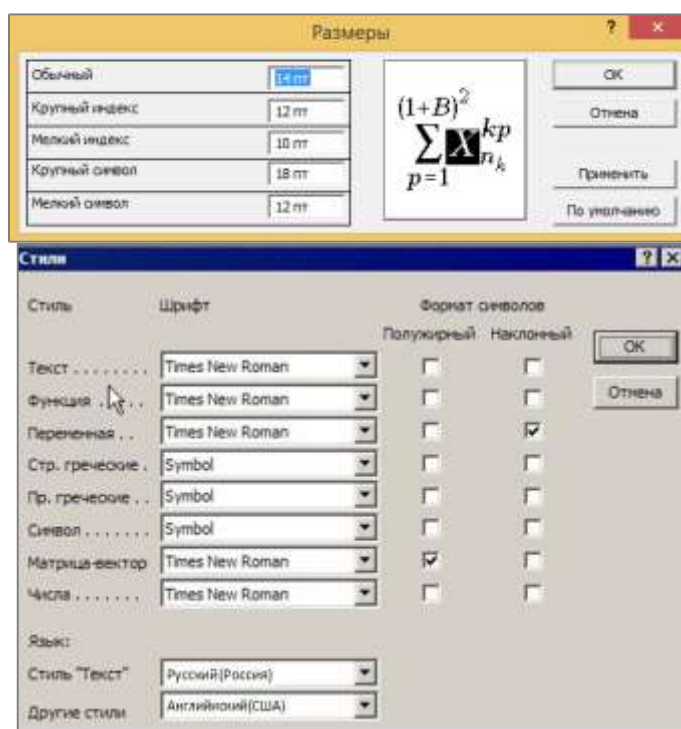 Размеры ? ×
Обычный 14 пт
Крупный индекс 12 пт
Мелкий индекс 10 пт
Крупный символ 18 пт
Мелкий символ 12 пт
(1+B)²
∑ X kp
n k
p=1
ОК
Отмена
Применить
По умолчанию
Стили ? ×
Стиль Шрифт Формат символов
Полужирный Наклонный
Текст . . . . . . . . Times New Roman
Функция . . . . Times New Roman
Переменная . . Times New Roman
Стр. греческие . Symbol
Пр. греческие . . Symbol
Символ . . . . . . . Symbol
Матрица-вектор Times New Roman
Числа . . . . . . . Times New Roman
ОК
Отмена
Язык:
Стиль "Текст" Русский(Россия)
Другие стили Английский(США)